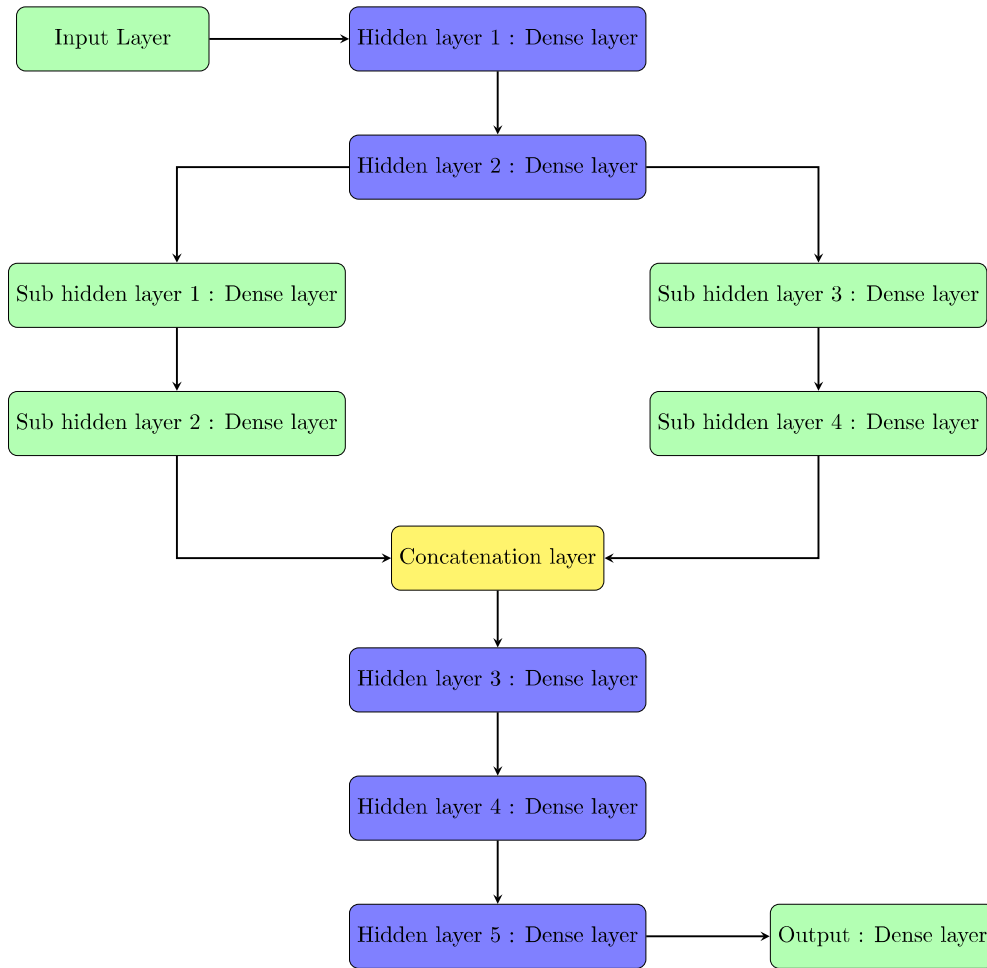 Input Layer
Hidden layer 1 : Dense layer
Hidden layer 2 : Dense layer
Sub hidden layer 1 : Dense layer
Sub hidden layer 3 : Dense layer
Sub hidden layer 2 : Dense layer
Sub hidden layer 4 : Dense layer
Concatenation layer
Hidden layer 3 : Dense layer
Hidden layer 4 : Dense layer
Hidden layer 5 : Dense layer
Output : Dense layer